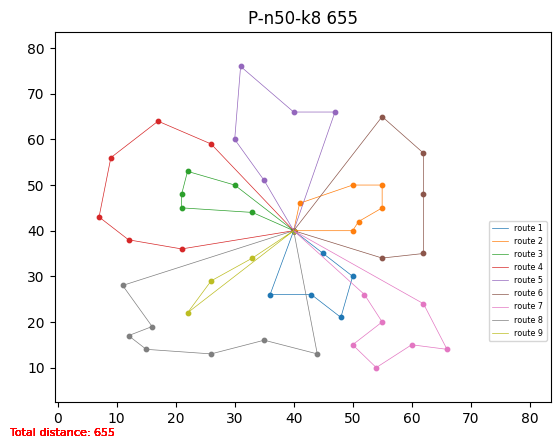 P-n50-k8 655
80
70
60
50
40
30
20
10
0 10 20 30 40 50 60 70 80
route 1
route 2
route 3
route 4
route 5
route 6
route 7
route 8
route 9
Total distance: 655